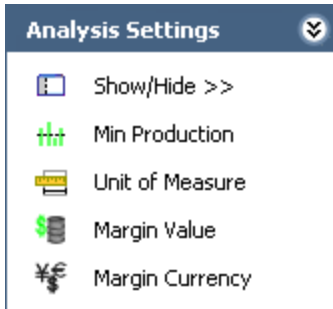 Analysis Settings
Show/Hide >>
Min Production
Unit of Measure
Margin Value
Margin Currency